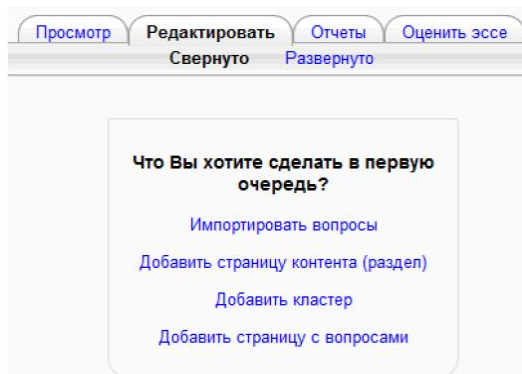 Просмотр Редактировать Отчеты Оценить эссе
Свернуто Развернуто
Что Вы хотите сделать в первую
очередь?
Импортировать вопросы
Добавить страницу контента (раздел)
Добавить кластер
Добавить страницу с вопросами